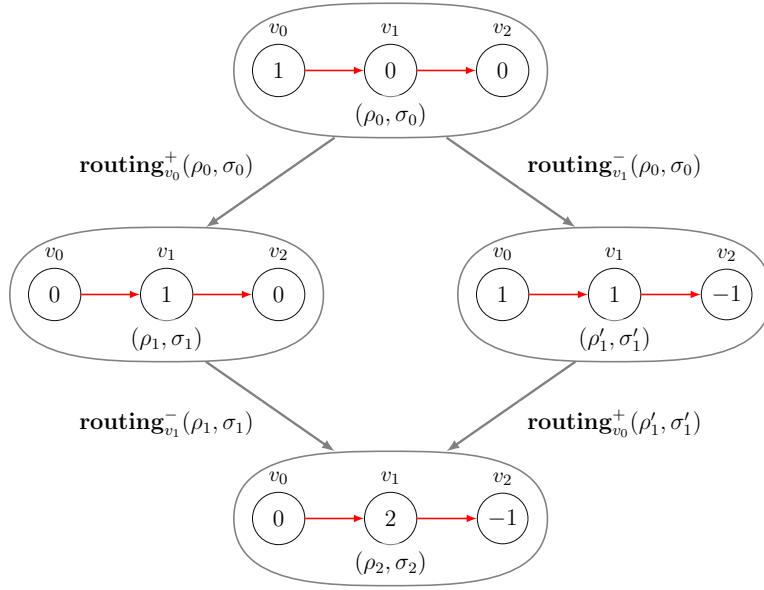 v₀ v₁ v₂
1 0 0
(ρ₀, σ₀)
routing⁺_{v₀}(ρ₀, σ₀) routing⁻_{v₁}(ρ₀, σ₀)
v₀ v₁ v₂ v₀ v₁ v₂
0 1 0 1 1 −1
(ρ₁, σ₁) (ρ′₁, σ′₁)
routing⁻_{v₁}(ρ₁, σ₁) routing⁺_{v₀}(ρ′₁, σ′₁)
v₀ v₁ v₂
0 2 −1
(ρ₂, σ₂)